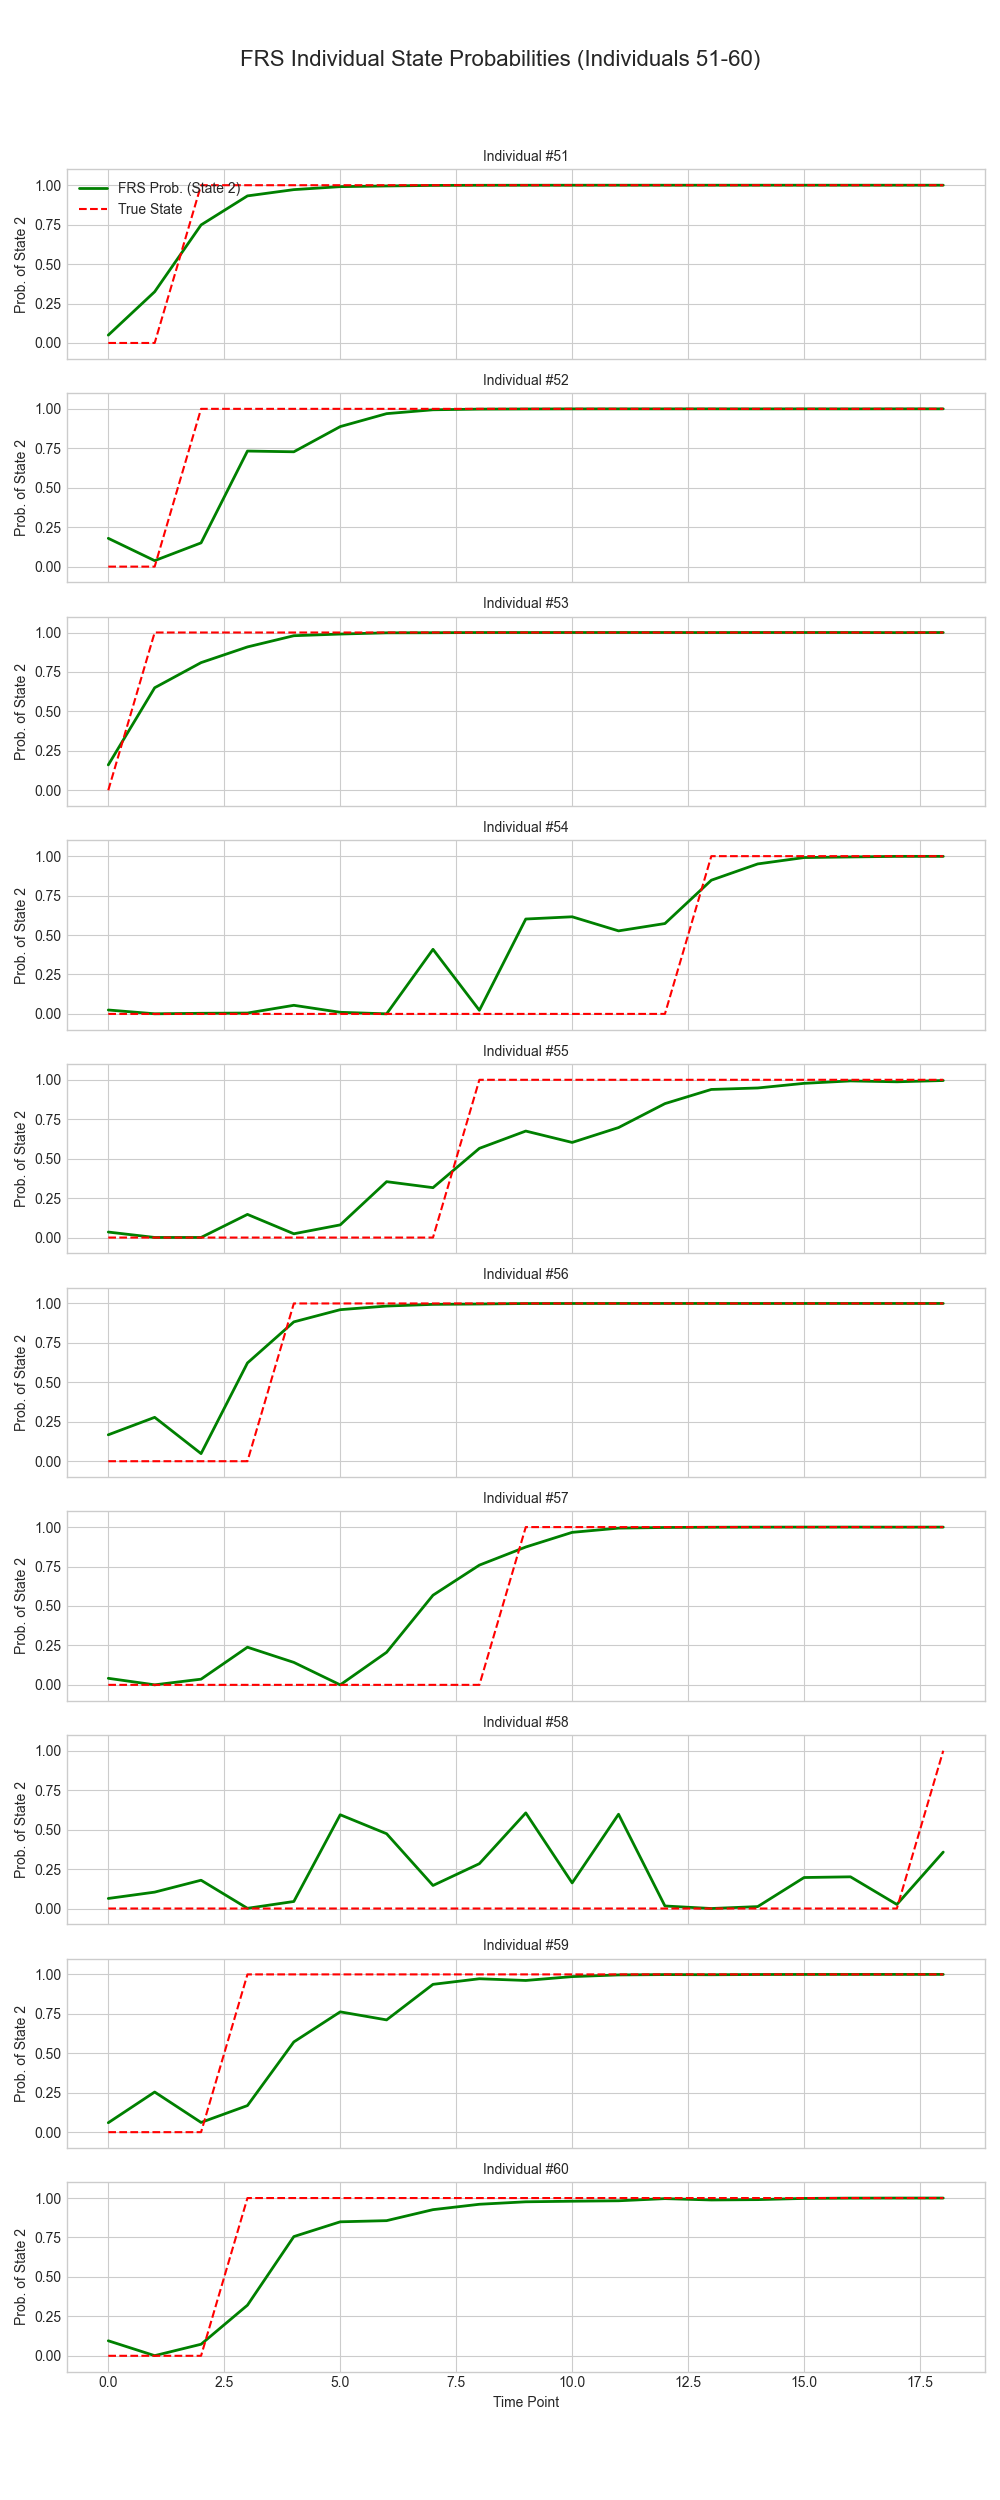 FRS Individual State Probabilities (Individuals 51-60)
Individual #51
FRS Prob. (State 2)
True State
1.00
0.75
0.50
0.25
0.00
Prob. of State 2
Individual #52
1.00
0.75
0.50
0.25
0.00
Prob. of State 2
Individual #53
1.00
0.75
0.50
0.25
0.00
Prob. of State 2
Individual #54
1.00
0.75
0.50
0.25
0.00
Prob. of State 2
Individual #55
1.00
0.75
0.50
0.25
0.00
Prob. of State 2
Individual #56
1.00
0.75
0.50
0.25
0.00
Prob. of State 2
Individual #57
1.00
0.75
0.50
0.25
0.00
Prob. of State 2
Individual #58
1.00
0.75
0.50
0.25
0.00
Prob. of State 2
Individual #59
1.00
0.75
0.50
0.25
0.00
Prob. of State 2
Individual #60
1.00
0.75
0.50
0.25
0.00
Prob. of State 2
0.0 2.5 5.0 7.5 10.0 12.5 15.0 17.5
Time Point